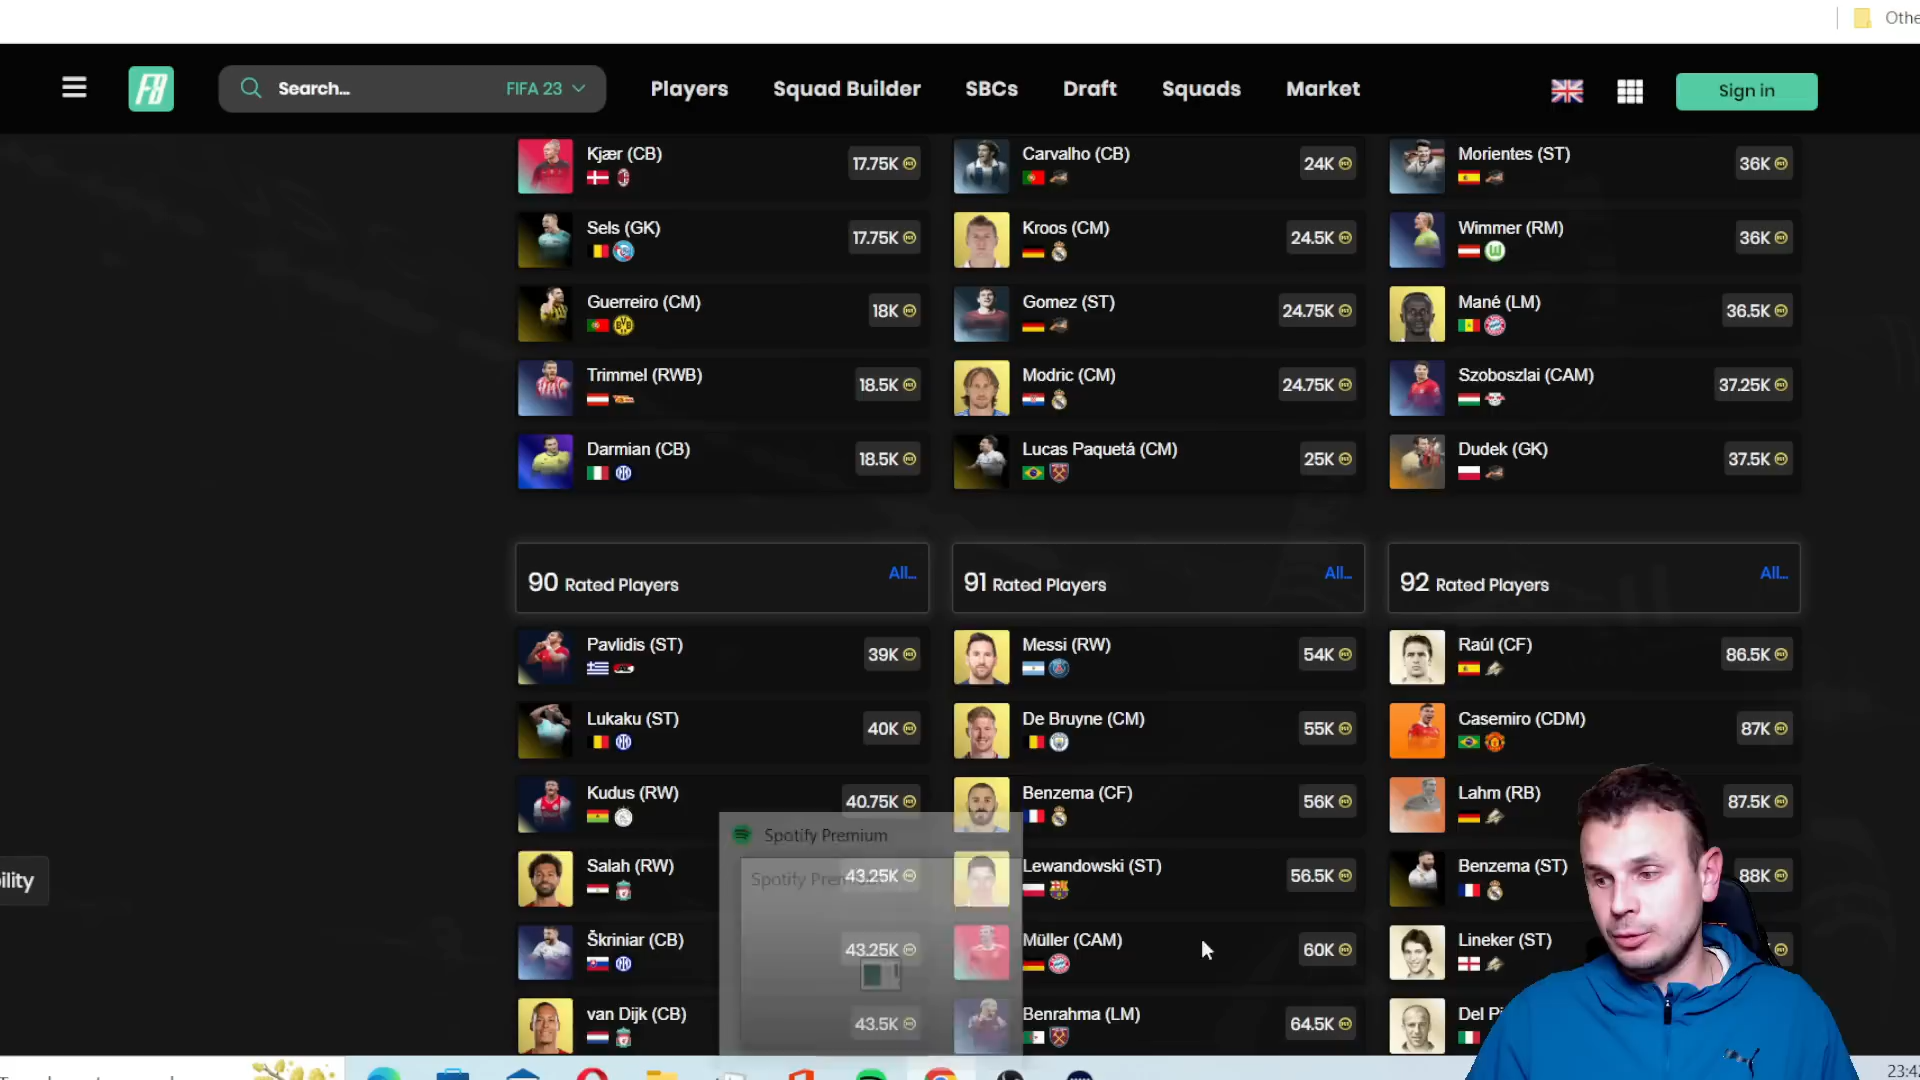 Othe
F8
Search...
FIFA 23
Players
Squad Builder
SBCs
Draft
Squads
Market
Sign in
Kjær (CB)
17.75K
Carvalho (CB)
24K
Morientes (ST)
36K
Sels (GK)
17.75K
Kroos (CM)
24.5K
Wimmer (RM)
36K
Guerreiro (CM)
18K
Gomez (ST)
24.75K
Mané (LM)
36.5K
Trimmel (RWB)
18.5K
Modric (CM)
24.75K
Szoboszlai (CAM)
37.25K
Darmian (CB)
18.5K
Lucas Paquetá (CM)
25K
Dudek (GK)
37.5K
90 Rated Players
All...
91 Rated Players
All...
92 Rated Players
All...
Pavlidis (ST)
39K
Messi (RW)
54K
Raúl (CF)
86.5K
Lukaku (ST)
40K
De Bruyne (CM)
55K
Casemiro (CDM)
87K
Kudus (RW)
40.75K
Benzema (CF)
56K
Lahm (RB)
87.5K
Spotify Premium
Salah (RW)
43.25K
Lewandowski (ST)
56.5K
Benzema (ST)
88K
ility
Spotify Prem
Škriniar (CB)
43.25K
Müller (CAM)
60K
Lineker (ST)
van Dijk (CB)
43.5K
Benrahma (LM)
64.5K
Del Pi
23:42